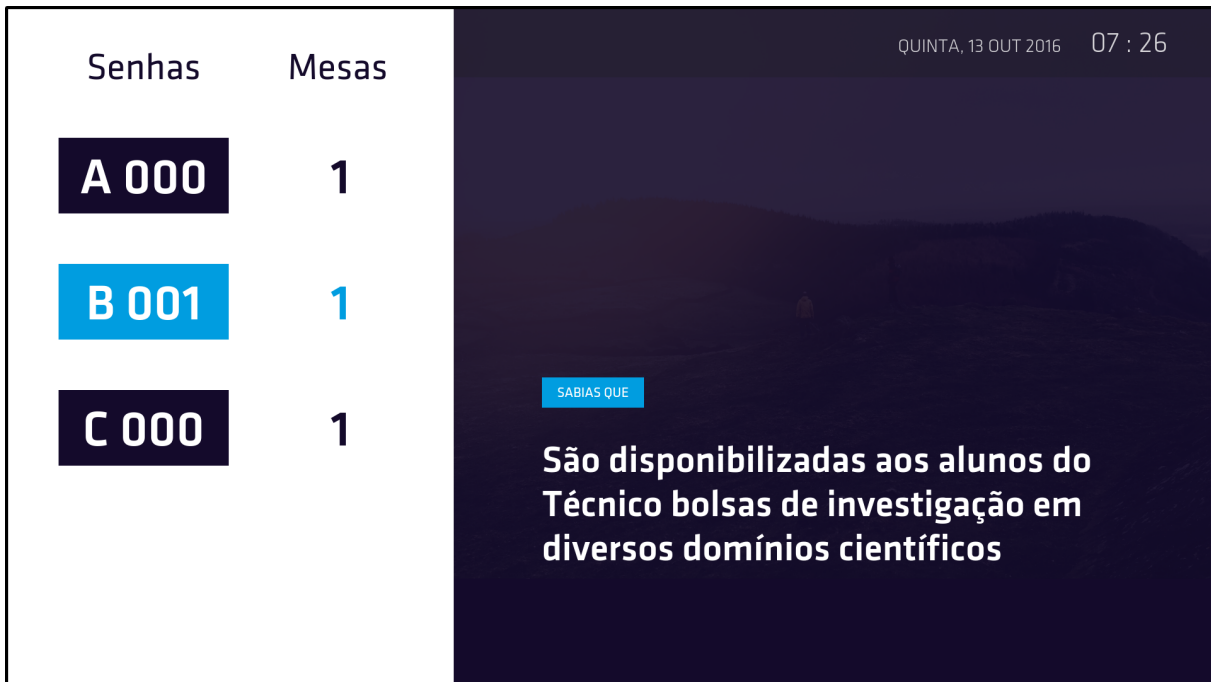 Senhas Mesas
A 000 1
B 001 1
C 000 1
QUINTA, 13 OUT 2016 07 : 26
SABIAS QUE
São disponibilizadas aos alunos do
Técnico bolsas de investigação em
diversos domínios científicos